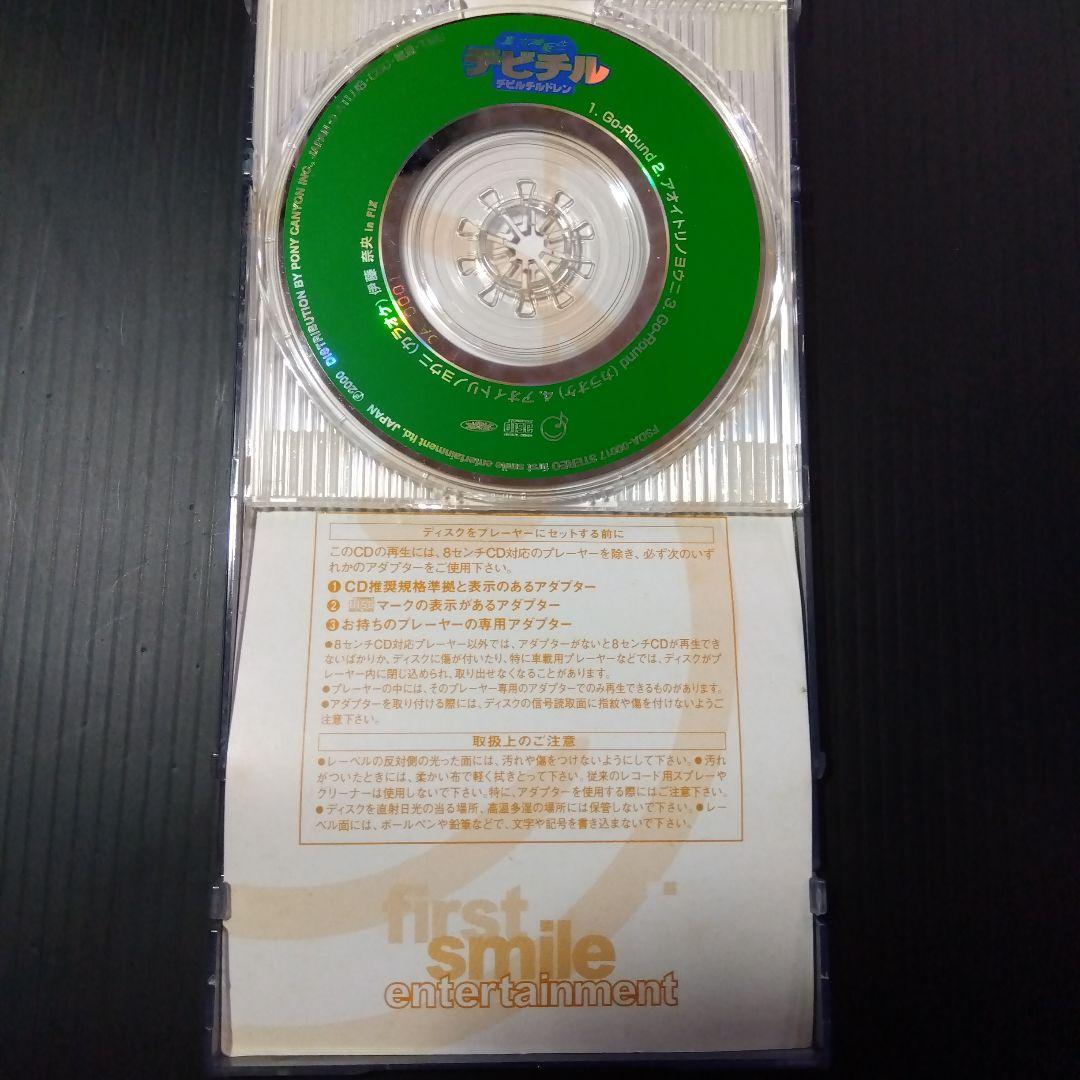 デビチル
デビルチルドレン
1. Go-Round 2. アオイトリノヨウニ 3. Go-Round (カラオケ) 4. アオイトリノヨウニ (カラオケ) 伊藤 奈央 in FIX
FSDA-00017 STEREO first smile entertainment ltd. JAPAN Ⓟ2000 DISTRIBUTION BY PONY CANYON INC., JAPAN
ディスクをプレーヤーにセットする前に
このCDの再生には、8センチCD対応のプレーヤーを除き、必ず次のいず
れかのアダプターをご使用下さい。
❶CD推奨規格準拠と表示のあるアダプター
❷ マークの表示があるアダプター
❸お持ちのプレーヤーの専用アダプター
●8センチCD対応プレーヤー以外では、アダプターがないと8センチCDが再生でき
ないばかりか、ディスクに傷が付いたり、特に車載用プレーヤーなどでは、ディスクがプ
レーヤー内に閉じ込められ、取り出せなくなることがあります。
●プレーヤーの中には、そのプレーヤー専用のアダプターでのみ再生できるものがあります。
●アダプターを取り付ける際には、ディスクの信号読取面に指紋や傷を付けないようご
注意下さい。
取扱上のご注意
●レーベルの反対側の光った面には、汚れや傷をつけないようにして下さい。●汚れ
がついたときには、柔かい布で軽く拭きとって下さい。従来のレコード用スプレーや
クリーナーは使用しないで下さい。特に、アダプターを使用する際にはご注意下さい。
●ディスクを直射日光の当る場所、高温多湿の場所には保管しないで下さい。●レー
ベル面には、ボールペンや鉛筆などで、文字や記号を書き込まないで下さい。
first
smile
entertainment